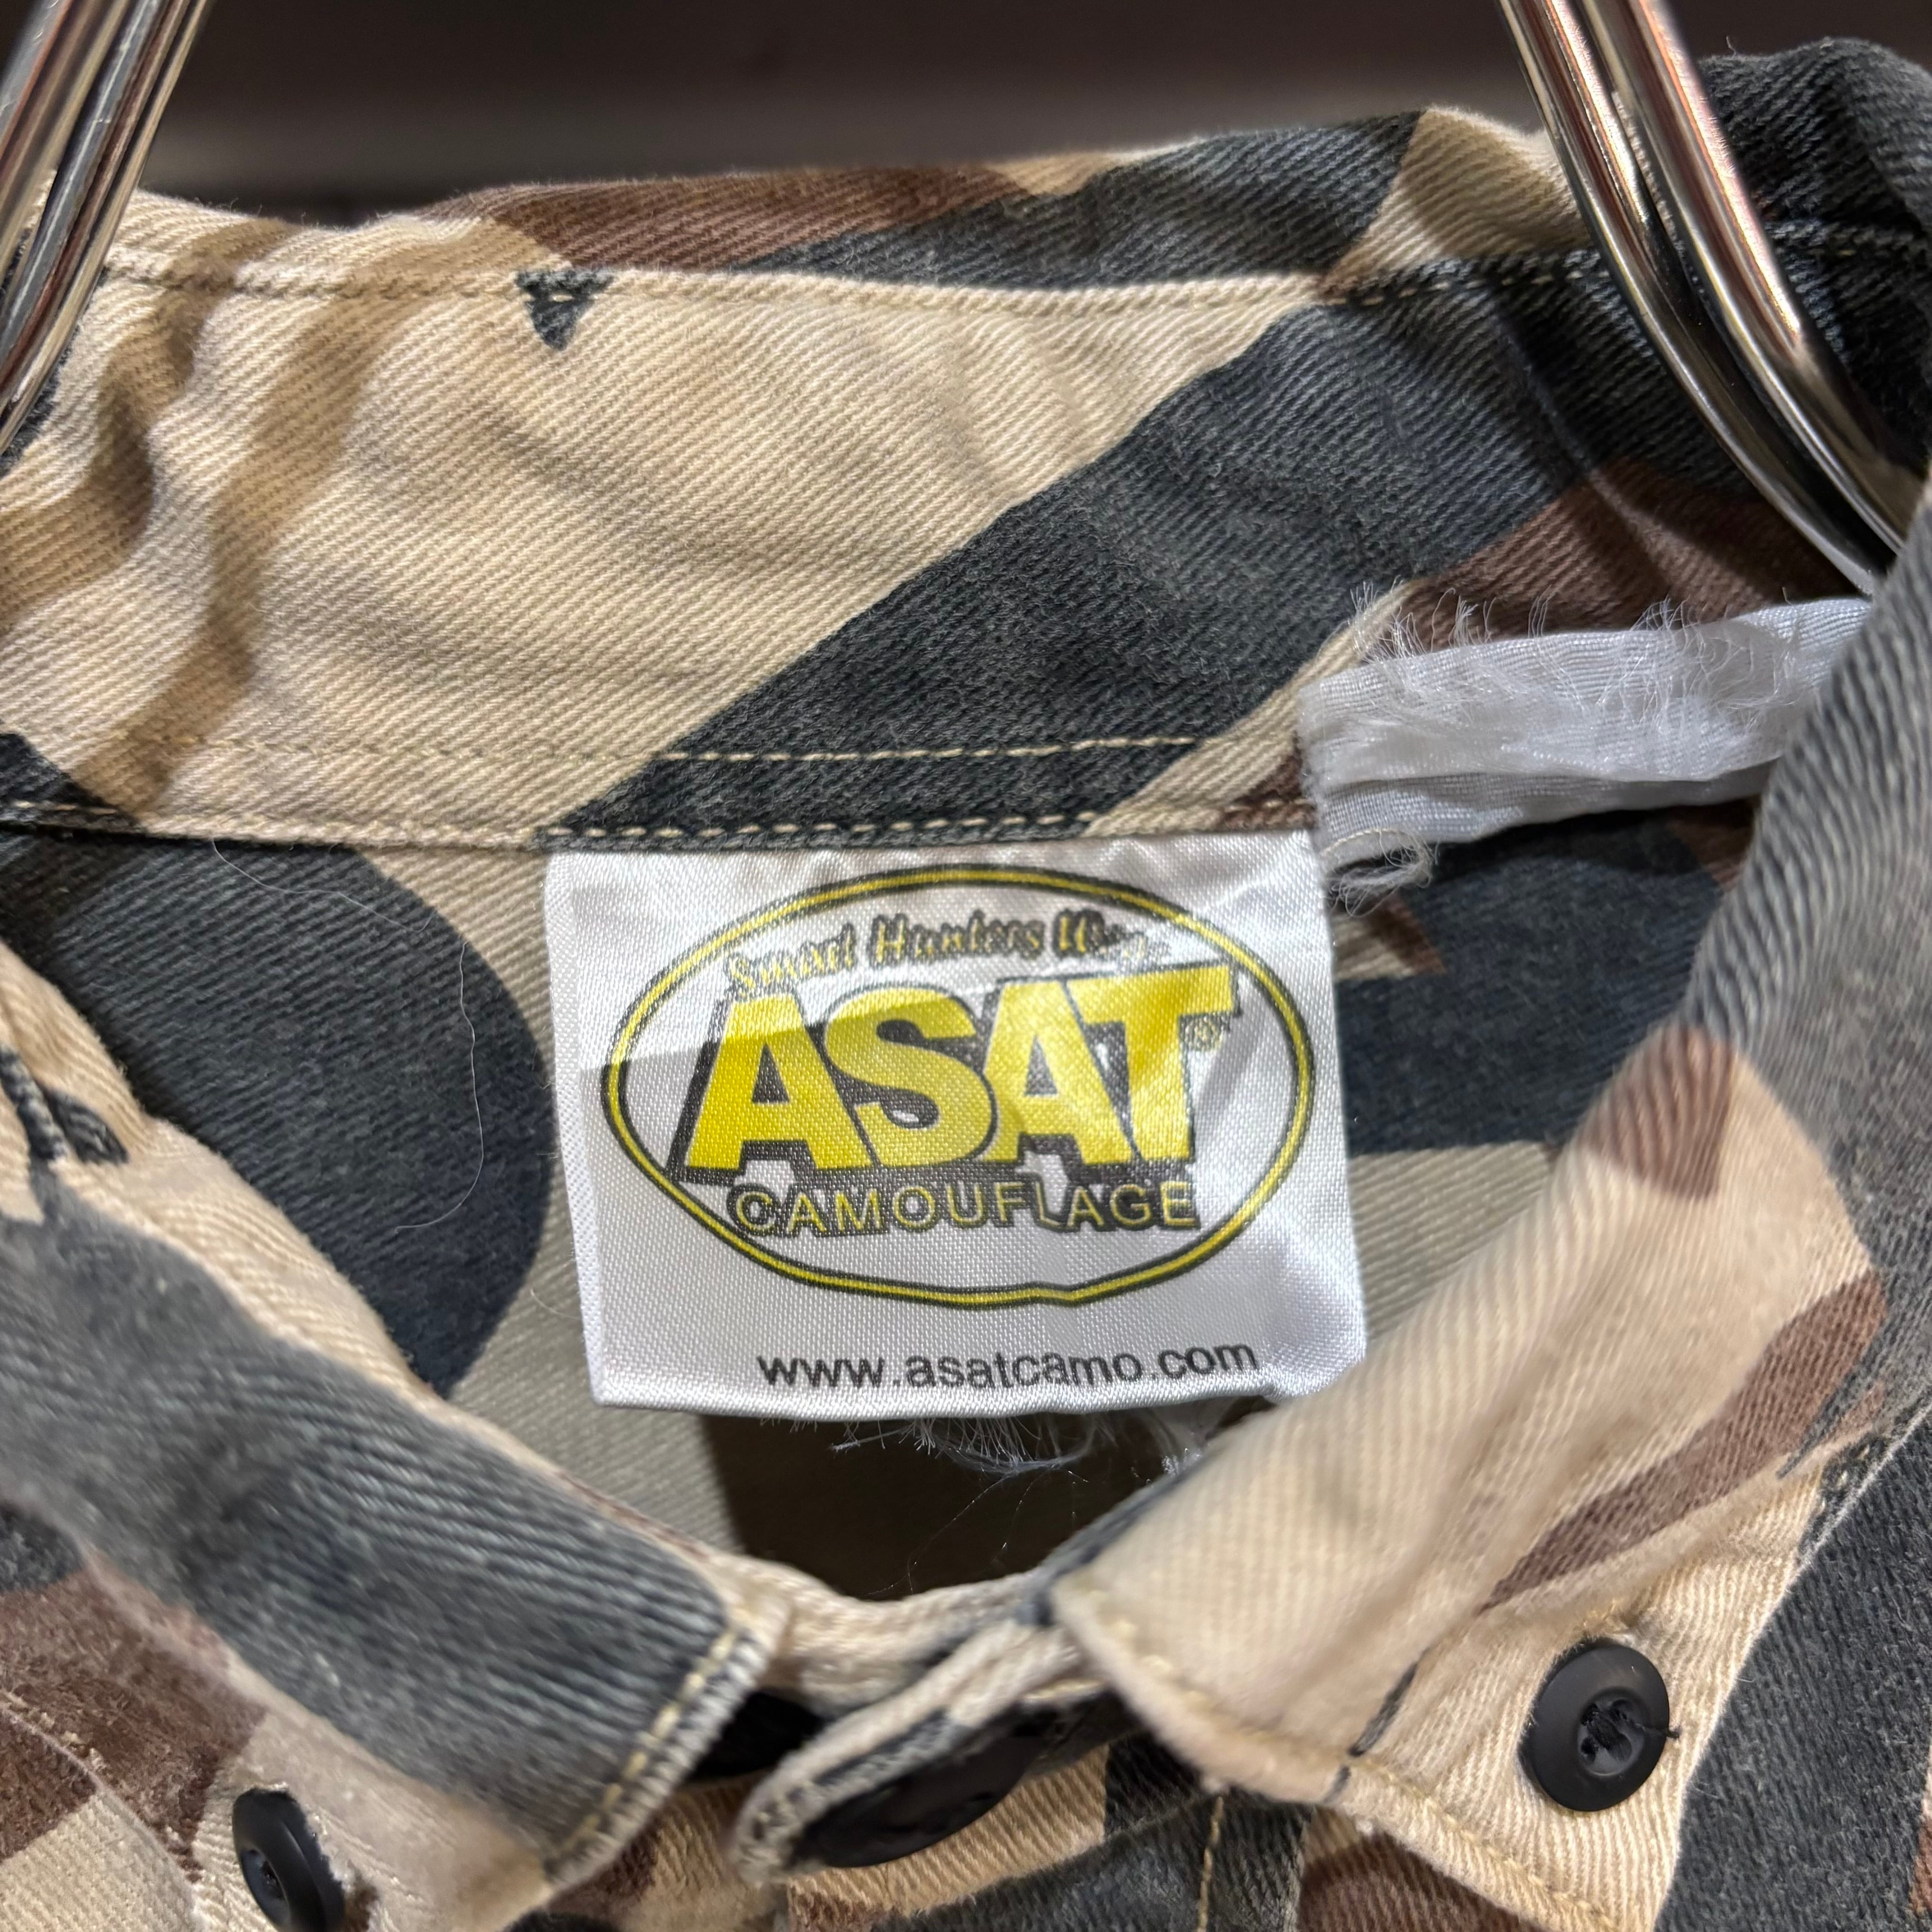 Smart Hunters Wear
ASAT®
CAMOUFLAGE
www.asatcamo.com